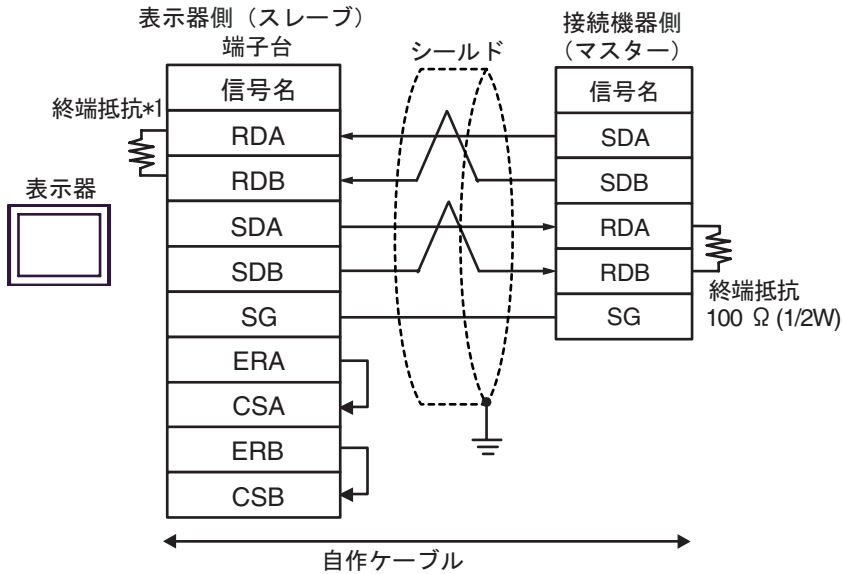 表示器側（スレーブ）
端子台
信号名
RDA
RDB
SDA
SDB
SG
ERA
CSA
ERB
CSB
終端抵抗*1
表示器
シールド
接続機器側
（マスター）
信号名
SDA
SDB
RDA
RDB
SG
終端抵抗
100 Ω (1/2W)
自作ケーブル